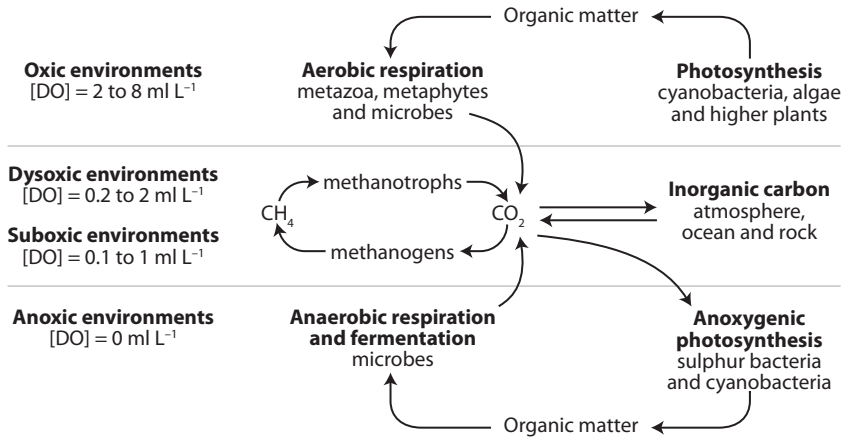 Organic matter
Oxic environments
[DO] = 2 to 8 ml L⁻¹
Aerobic respiration
metazoa, metaphytes
and microbes
Photosynthesis
cyanobacteria, algae
and higher plants
Dysoxic environments
[DO] = 0.2 to 2 ml L⁻¹
Suboxic environments
[DO] = 0.1 to 1 ml L⁻¹
methanotrophs
CH₄
CO₂
methanogens
Inorganic carbon
atmosphere,
ocean and rock
Anoxic environments
[DO] = 0 ml L⁻¹
Anaerobic respiration
and fermentation
microbes
Anoxygenic
photosynthesis
sulphur bacteria
and cyanobacteria
Organic matter